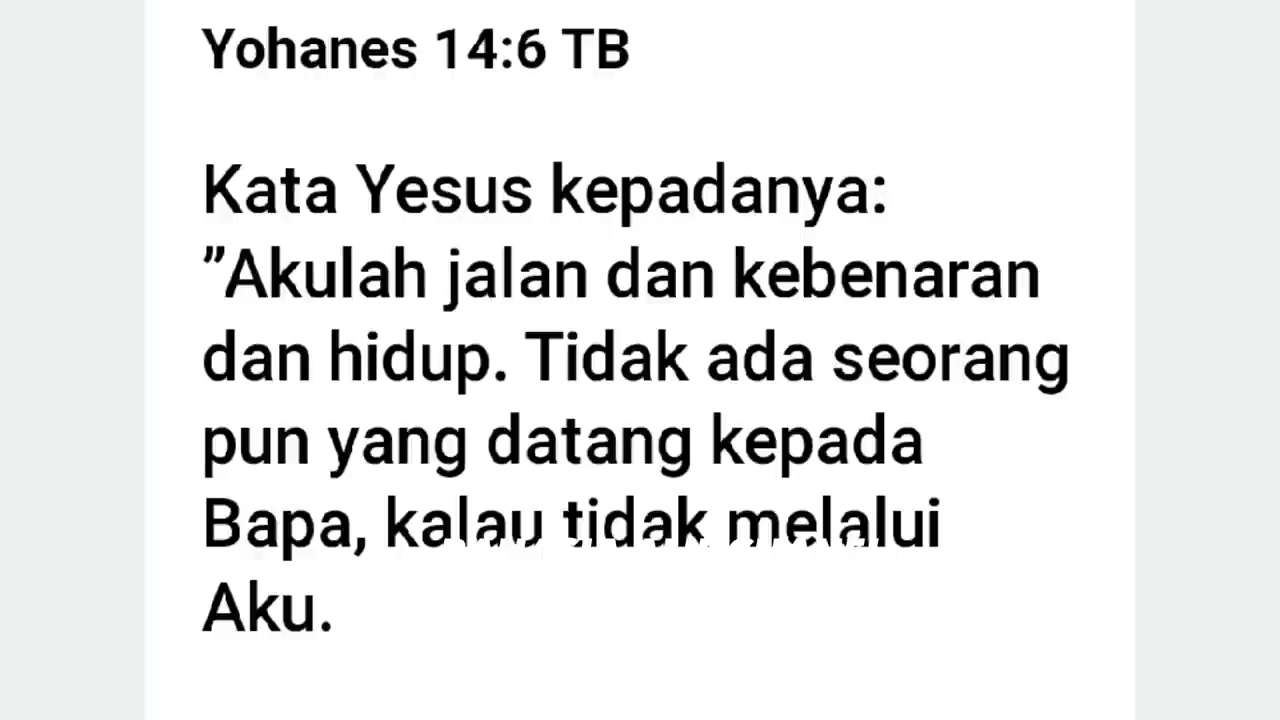 Yohanes 14:6 TB
Kata Yesus kepadanya:
”Akulah jalan dan kebenaran
dan hidup. Tidak ada seorang
pun yang datang kepada
Bapa, kalau tidak melalui
Aku.